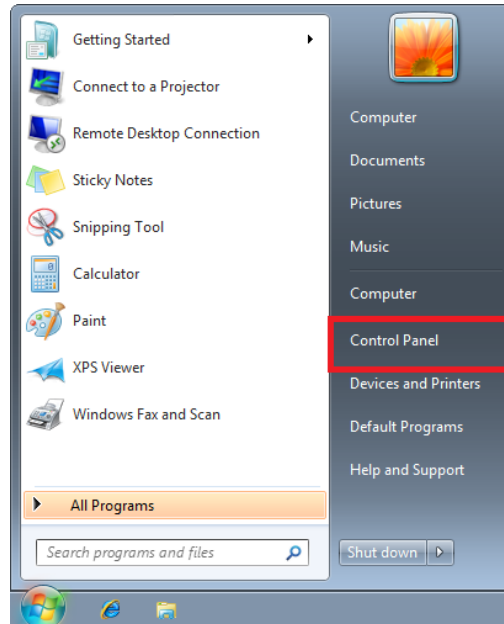 Getting Started
Connect to a Projector
Remote Desktop Connection
Sticky Notes
Snipping Tool
Calculator
Paint
XPS Viewer
Windows Fax and Scan
All Programs
Search programs and files
Computer
Documents
Pictures
Music
Computer
Control Panel
Devices and Printers
Default Programs
Help and Support
Shut down